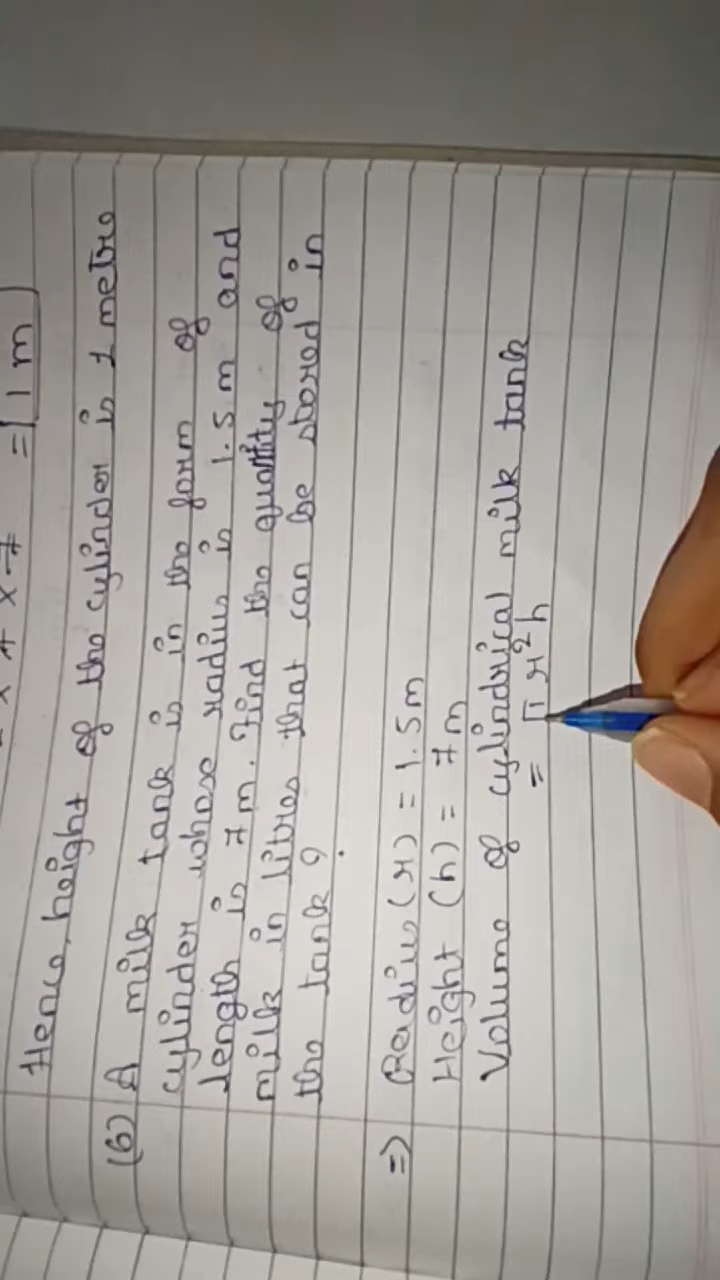 = 1 m
Hence, height of the cylinder is 1 metre
(6) A milk tank is in the form of
cylinder whose radius is 1.5 m and
length is 7 m. Find the quantity of
milk in litres that can be stored in
the tank ?
⇒ Radius (r) = 1.5 m
Height (h) = 7 m
Volume of cylindrical milk tank
= π r² h